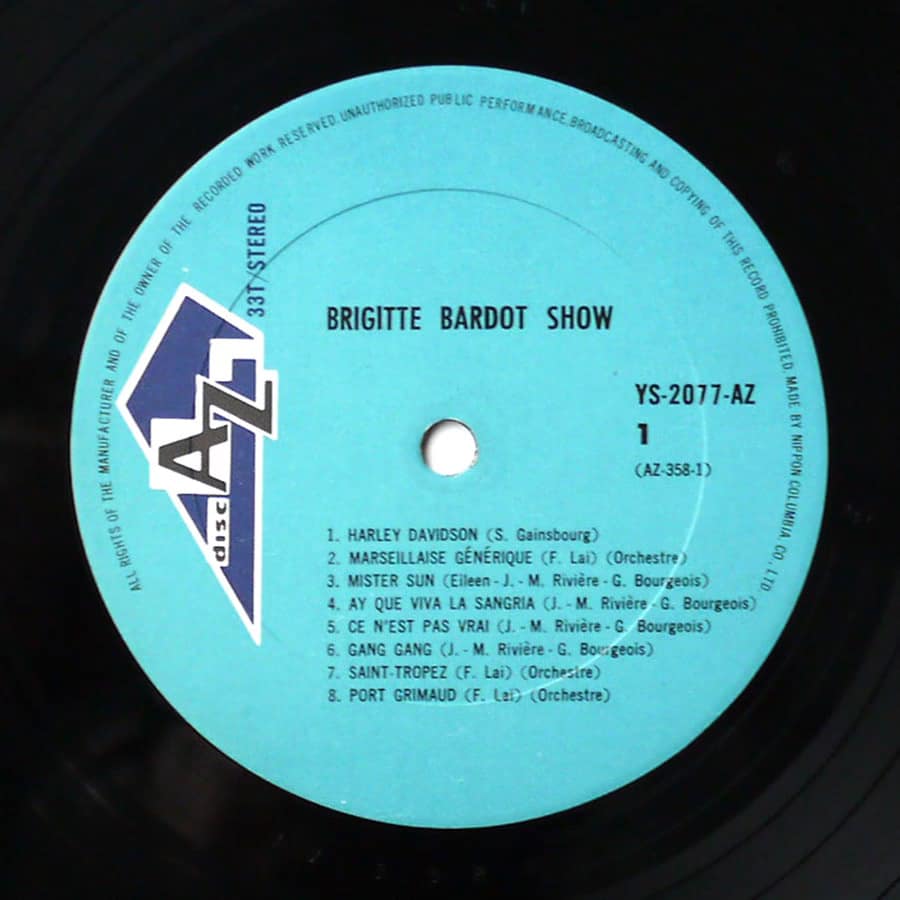 ALL RIGHTS OF THE MANUFACTURER AND OF THE OWNER OF THE RECORDED WORK RESERVED. UNAUTHORIZED PUBLIC PERFORMANCE, BROADCASTING AND COPYING OF THIS RECORD PROHIBITED. MADE BY NIPPON COLUMBIA CO., LTD
33T/STEREO
disc AZ
BRIGITTE BARDOT SHOW
YS-2077-AZ
1
(AZ-358-1)
1. HARLEY DAVIDSON (S. Gainsbourg)
2. MARSEILLAISE GÉNÉRIQUE (F. Lai) (Orchestre)
3. MISTER SUN (Eileen - J. - M. Rivière - G. Bourgeois)
4. AY QUE VIVA LA SANGRIA (J. - M. Rivière - G. Bourgeois)
5. CE N'EST PAS VRAI (J. - M. Rivière - G. Bourgeois)
6. GANG GANG (J. - M. Rivière - G. Bourgeois)
7. SAINT-TROPEZ (F. Lai) (Orchestre)
8. PORT GRIMAUD (F. Lai) (Orchestre)